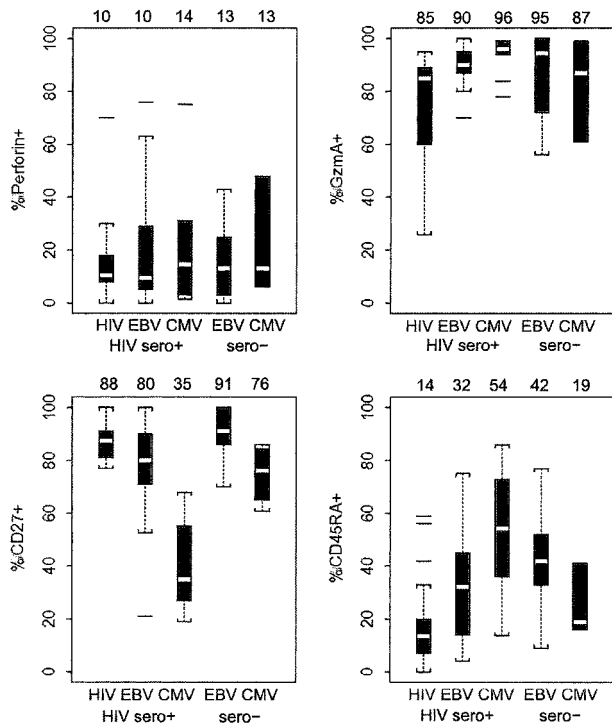 10 10 14 13 13
100
80
60
40
20
0
%Perforin+
HIV EBV CMV EBV CMV
HIV sero+ sero−
85 90 96 95 87
100
80
60
40
20
0
%GzmA+
HIV EBV CMV EBV CMV
HIV sero+ sero−
88 80 35 91 76
100
80
60
40
20
0
%CD27+
HIV EBV CMV EBV CMV
HIV sero+ sero−
14 32 54 42 19
100
80
60
40
20
0
%CD45RA+
HIV EBV CMV EBV CMV
HIV sero+ sero−